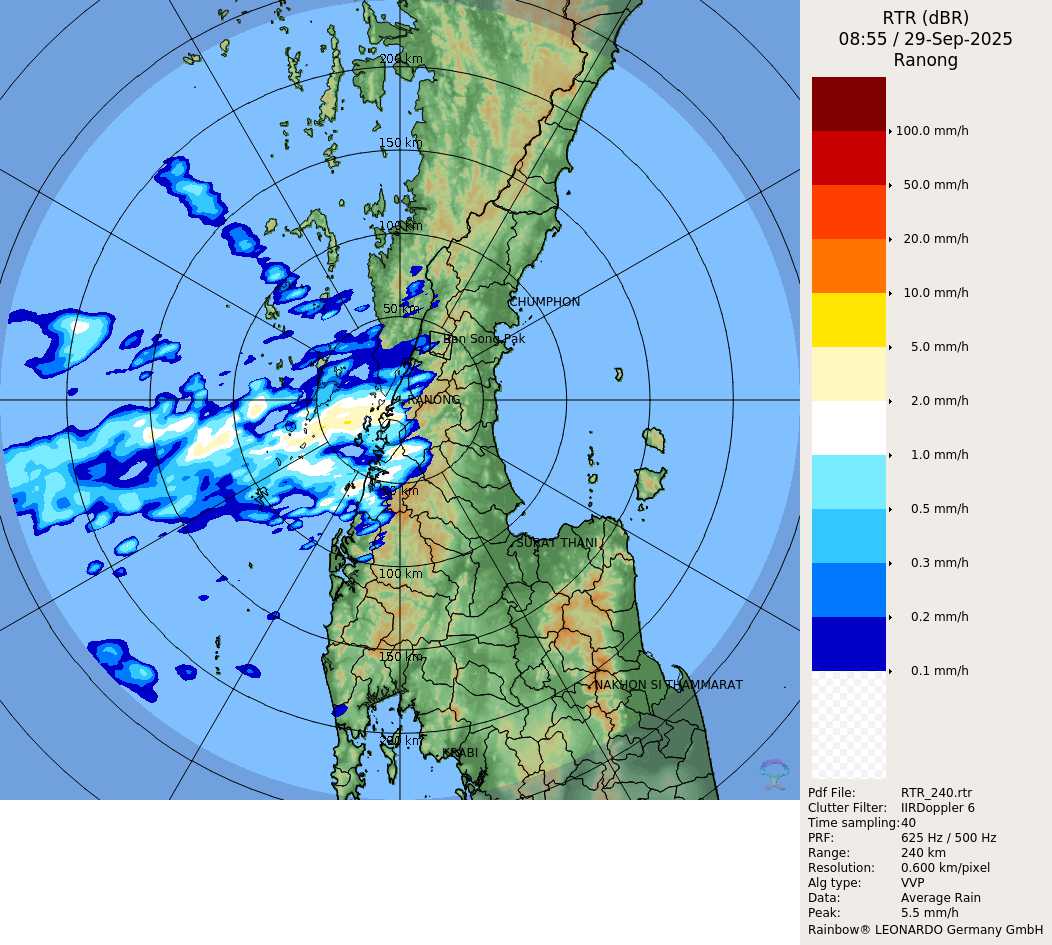 RTR (dBR)
08:55 / 29-Sep-2025
Ranong
200 km
150 km
100 km
50 km
CHUMPHON
Ban Song Pak
RANONG
50 km
SURAT THANI
100 km
150 km
NAKHON SI THAMMARAT
200 km
KRABI
100.0 mm/h
50.0 mm/h
20.0 mm/h
10.0 mm/h
5.0 mm/h
2.0 mm/h
1.0 mm/h
0.5 mm/h
0.3 mm/h
0.2 mm/h
0.1 mm/h
Pdf File: RTR_240.rtr
Clutter Filter: IIRDoppler 6
Time sampling: 40
PRF: 625 Hz / 500 Hz
Range: 240 km
Resolution: 0.600 km/pixel
Alg type: VVP
Data: Average Rain
Peak: 5.5 mm/h
Rainbow® LEONARDO Germany GmbH